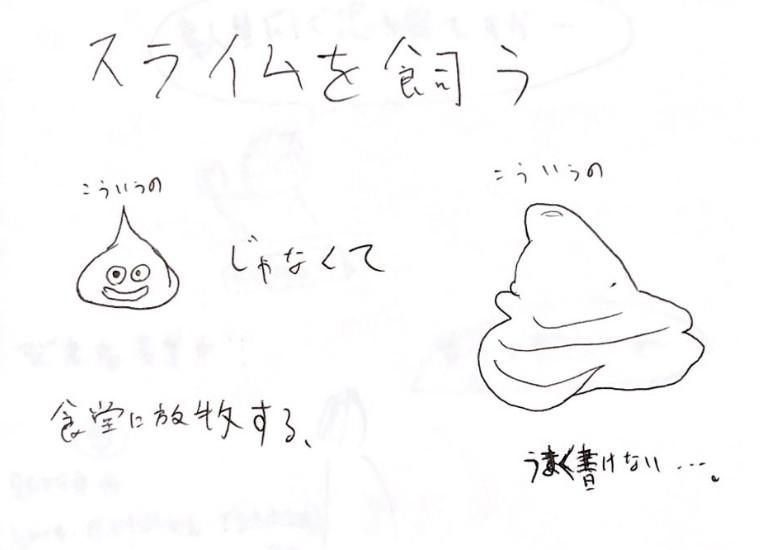 スライムを飼う
こういうの
じゃなくて
こういうの
食堂に放牧する、
うまく書けない…。